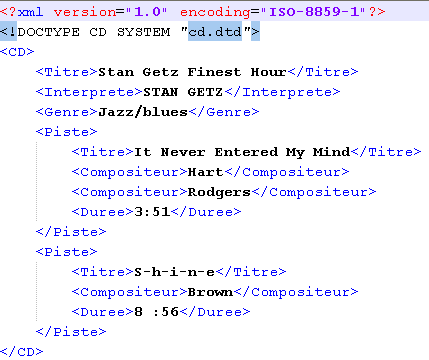 <?xml version="1.0" encoding="ISO-8859-1"?>
<!DOCTYPE CD SYSTEM "cd.dtd">
<CD>
<Titre>Stan Getz Finest Hour</Titre>
<Interprete>STAN GETZ</Interprete>
<Genre>Jazz/blues</Genre>
<Piste>
<Titre>It Never Entered My Mind</Titre>
<Compositeur>Hart</Compositeur>
<Compositeur>Rodgers</Compositeur>
<Duree>3:51</Duree>
</Piste>
<Piste>
<Titre>S-h-i-n-e</Titre>
<Compositeur>Brown</Compositeur>
<Duree>8 :56</Duree>
</Piste>
</CD>